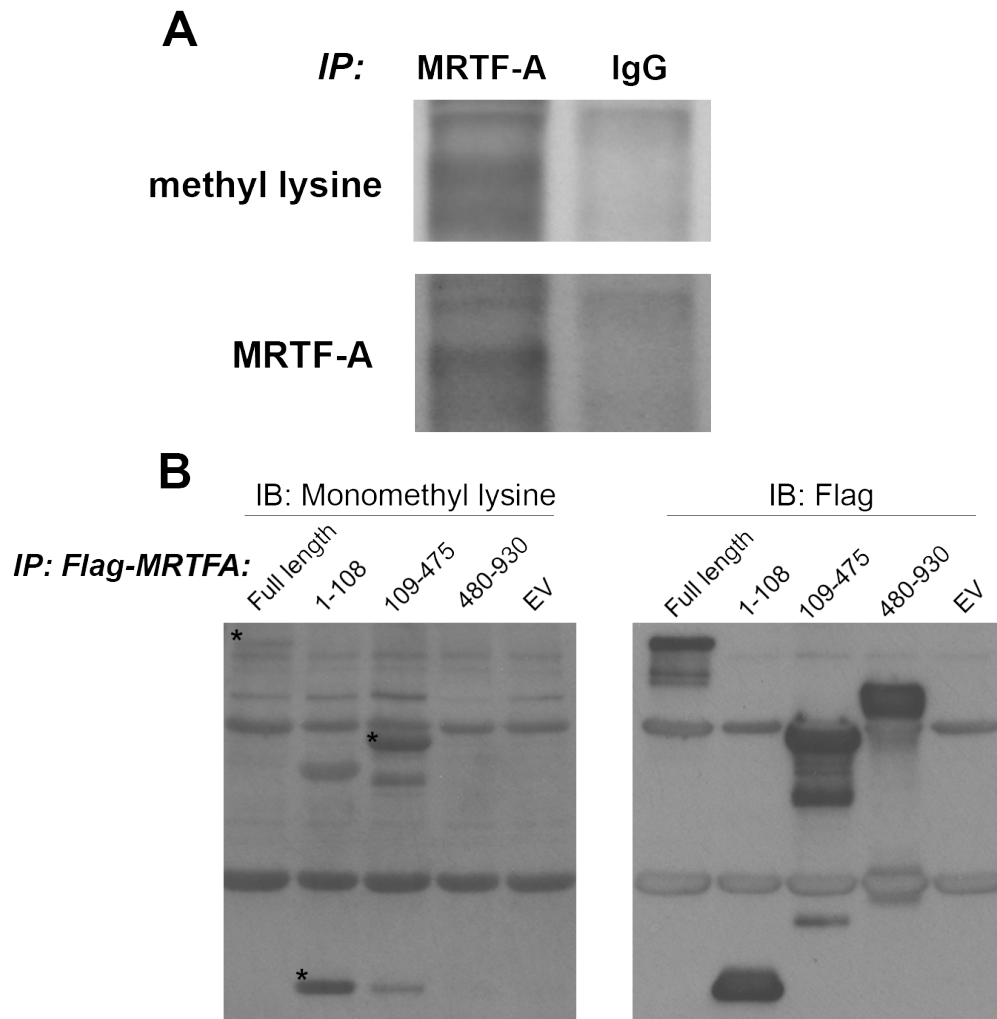 A
IP: MRTF-A IgG
methyl lysine
MRTF-A
B
IB: Monomethyl lysine IB: Flag
IP: Flag-MRTFA: Full length 1-108 109-475 480-930 EV Full length 1-108 109-475 480-930 EV
*
*
*